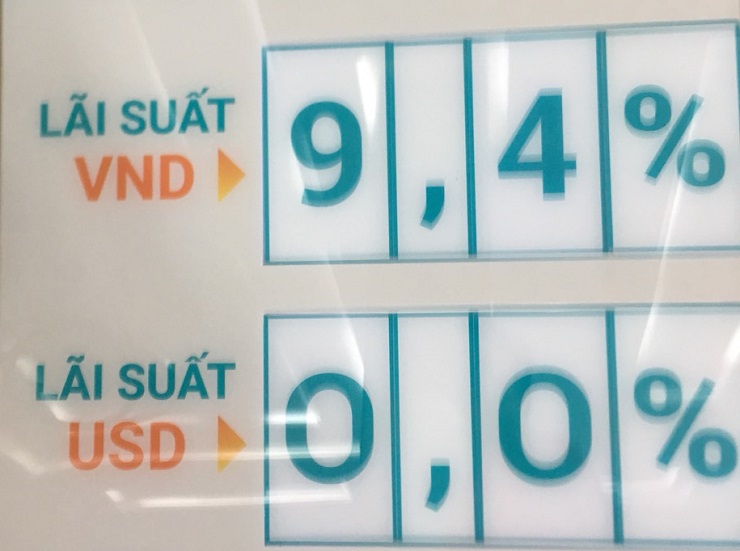 LÃI SUẤT
VND
9,4%
LÃI SUẤT
USD
0,0%